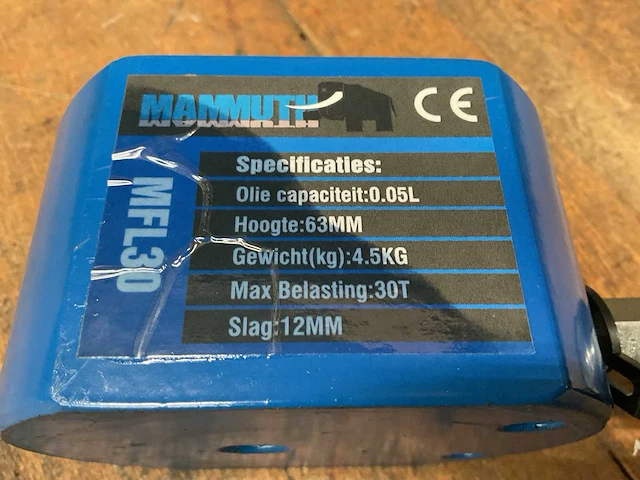 MAMMUTH
CE
MFL30
Specificaties:
Olie capaciteit:0.05L
Hoogte:63MM
Gewicht(kg):4.5KG
Max Belasting:30T
Slag:12MM